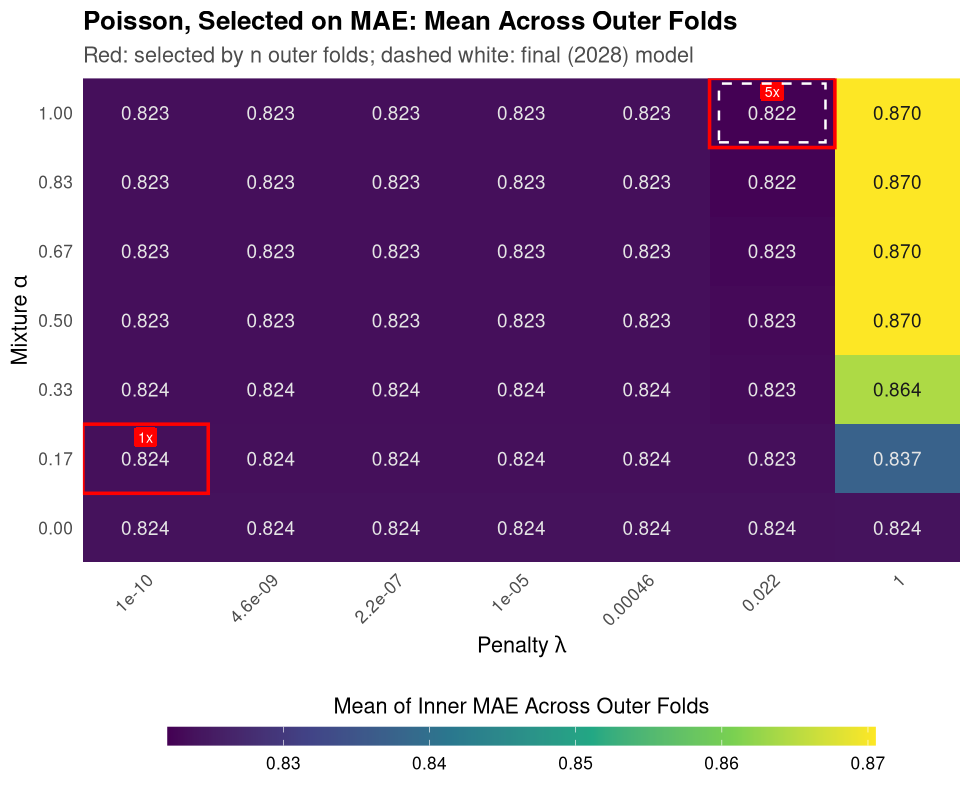 Poisson, Selected on MAE: Mean Across Outer Folds
Red: selected by n outer folds; dashed white: final (2028) model
Mixture α
1.00 0.823 0.823 0.823 0.823 0.823 5x 0.822 0.870
0.83 0.823 0.823 0.823 0.823 0.823 0.822 0.870
0.67 0.823 0.823 0.823 0.823 0.823 0.823 0.870
0.50 0.823 0.823 0.823 0.823 0.823 0.823 0.870
0.33 0.824 0.824 0.824 0.824 0.824 0.823 0.864
0.17 1x 0.824 0.824 0.824 0.824 0.824 0.823 0.837
0.00 0.824 0.824 0.824 0.824 0.824 0.824 0.824
1e-10 4.6e-09 2.2e-07 1e-05 0.00046 0.022 1
Penalty λ
Mean of Inner MAE Across Outer Folds
0.83 0.84 0.85 0.86 0.87